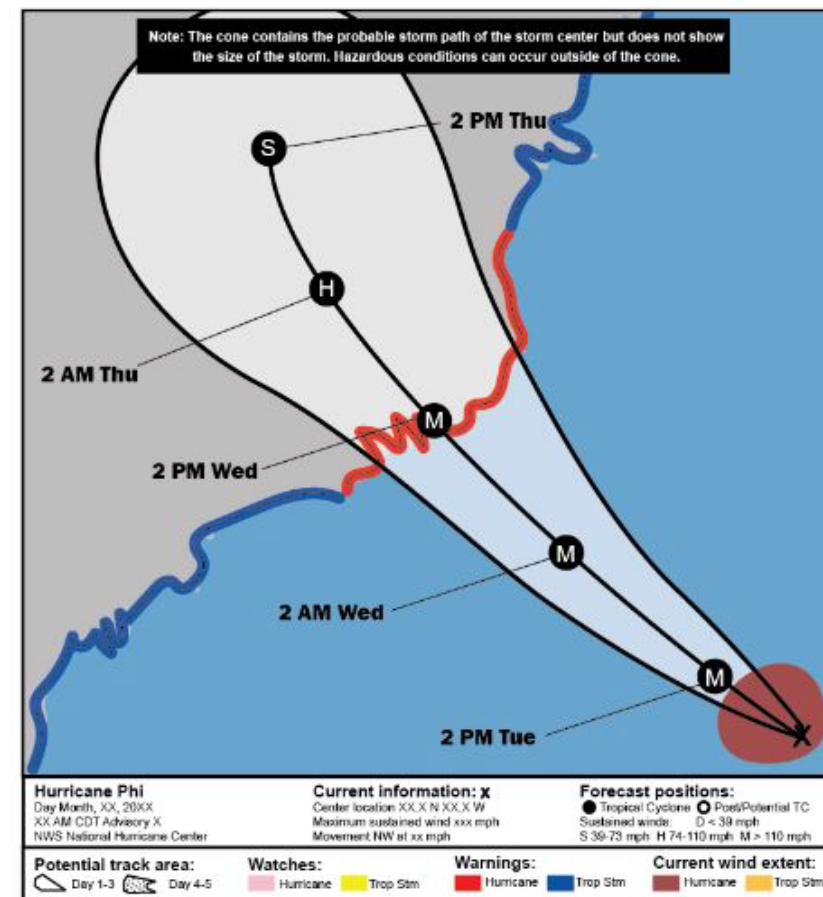 Note: The cone contains the probable storm path of the storm center but does not show
the size of the storm. Hazardous conditions can occur outside of the cone.
2 PM Thu
S
H
2 AM Thu
M
2 PM Wed
M
2 AM Wed
M
2 PM Tue
X
Hurricane Phi
Day Month, XX, 20XX
XX AM CDT Advisory X
NWS National Hurricane Center
Current information: x
Center location XX.X N XX.X W
Maximum sustained wind xxx mph
Movement NW at xx mph
Forecast positions:
Tropical Cyclone Post/Potential TC
Sustained winds: D < 39 mph
S 39-73 mph H 74-110 mph M > 110 mph
Potential track area:
Day 1-3 Day 4-5
Watches:
Hurricane Trop Stm
Warnings:
Hurricane Trop Stm
Current wind extent:
Hurricane Trop Stm